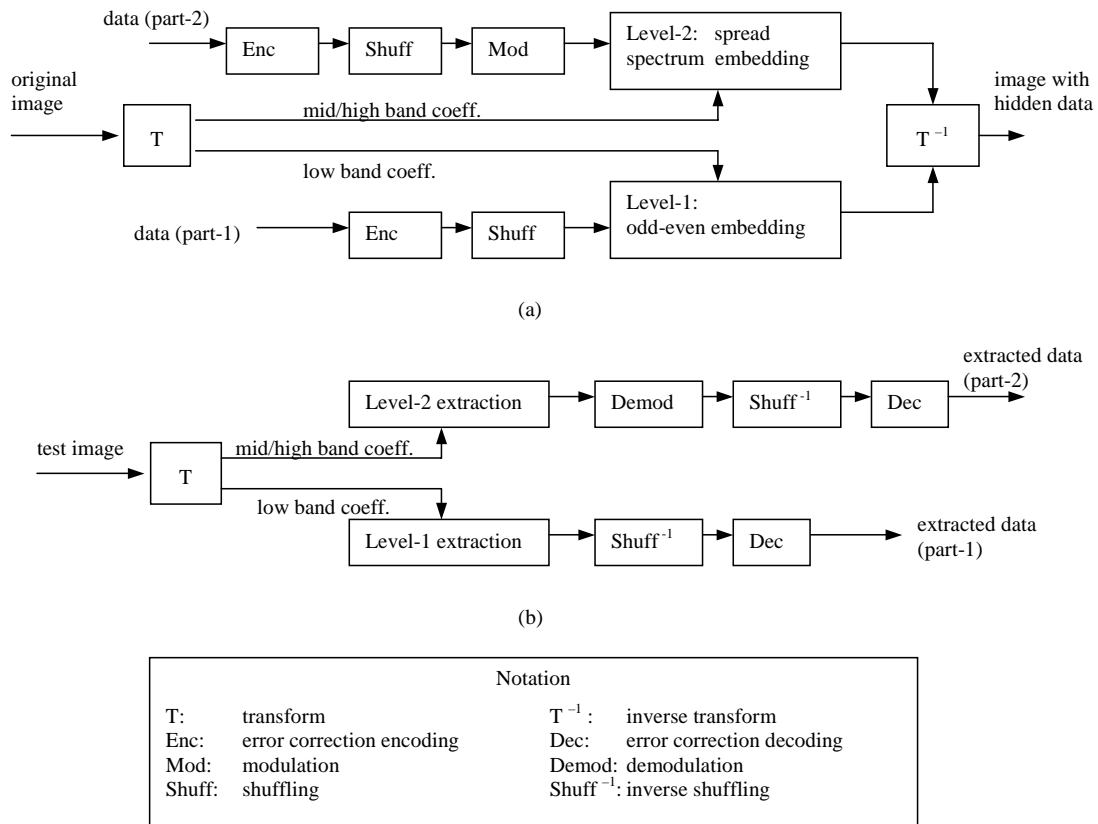 data (part-2)
Enc
Shuff
Mod
Level-2: spread
spectrum embedding
original
image
T
mid/high band coeff.
low band coeff.
T –1
image with
hidden data
data (part-1)
Enc
Shuff
Level-1:
odd-even embedding
(a)
Level-2 extraction
Demod
Shuff-1
Dec
extracted data
(part-2)
test image
T
mid/high band coeff.
low band coeff.
Level-1 extraction
Shuff-1
Dec
extracted data
(part-1)
(b)
Notation
T: transform T –1 : inverse transform
Enc: error correction encoding Dec: error correction decoding
Mod: modulation Demod: demodulation
Shuff: shuffling Shuff –1: inverse shuffling